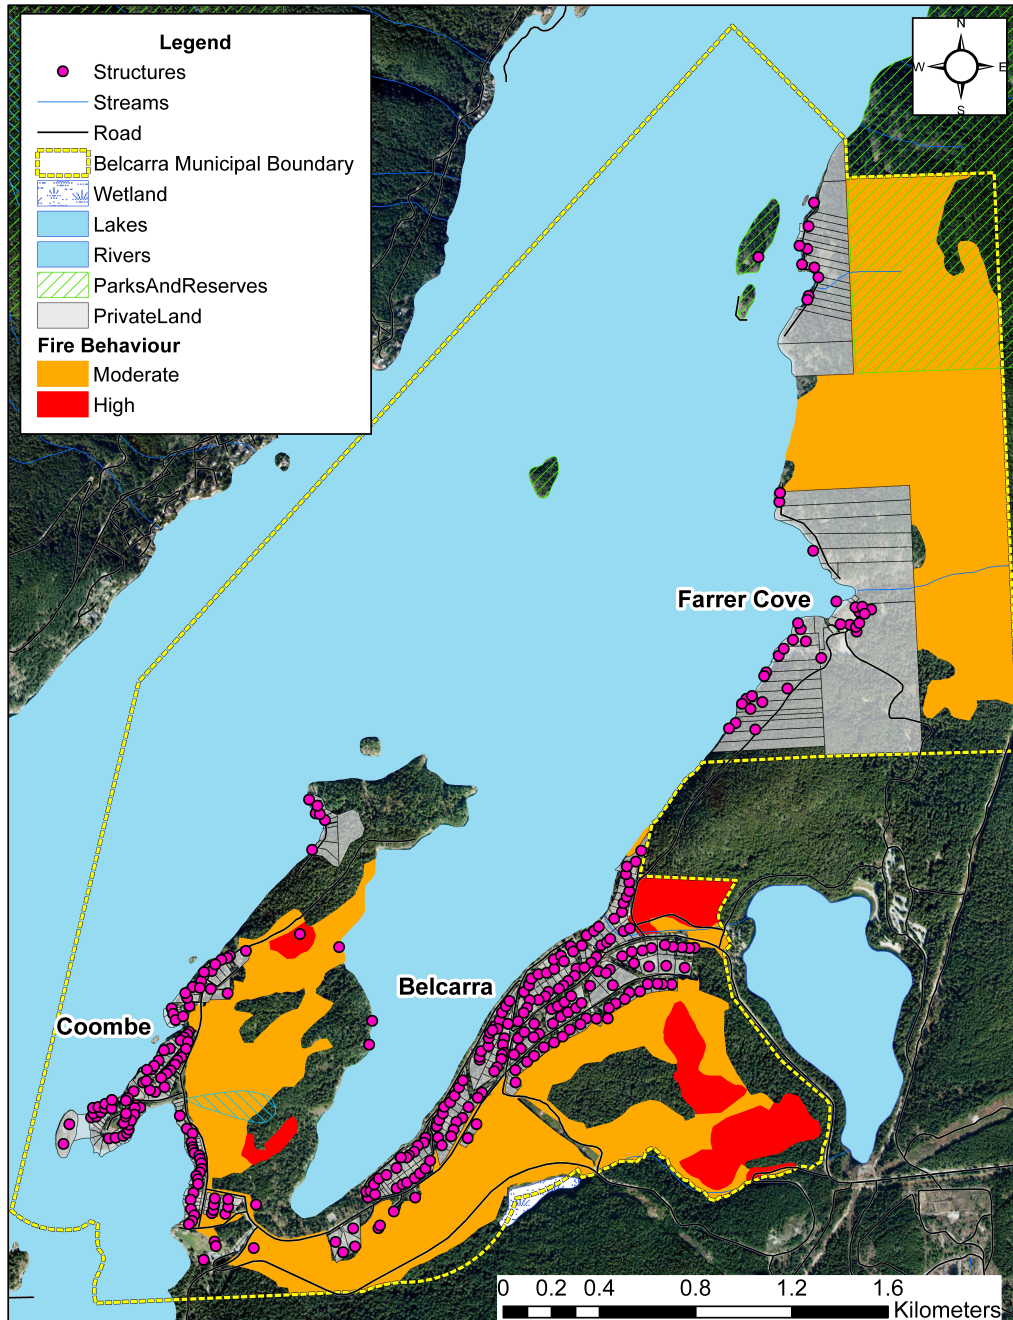 Legend
Structures
Streams
Road
Belcarra Municipal Boundary
Wetland
Lakes
Rivers
ParksAndReserves
PrivateLand
Fire Behaviour
Moderate
High
N
W E
S
Farrer Cove
Belcarra
Coombe
0 0.2 0.4 0.8 1.2 1.6
Kilometers